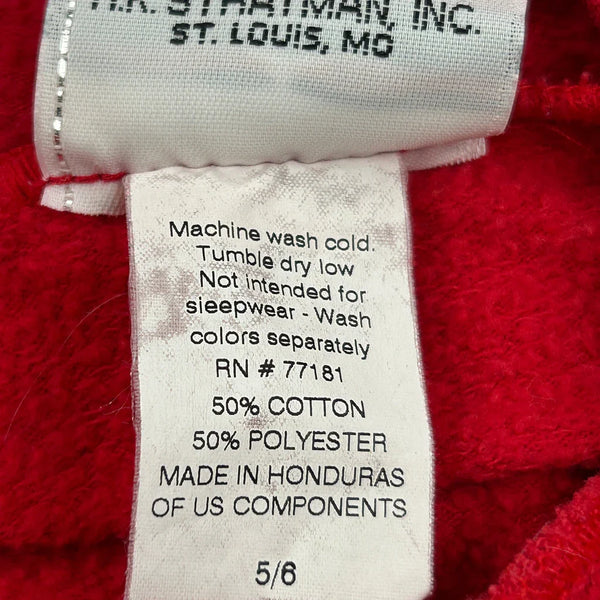 STRATMAN, INC.
ST. LOUIS, MO
Machine wash cold.
Tumble dry low
Not intended for
sleepwear - Wash
colors separately
RN # 77181
50% COTTON
50% POLYESTER
MADE IN HONDURAS
OF US COMPONENTS
5/6